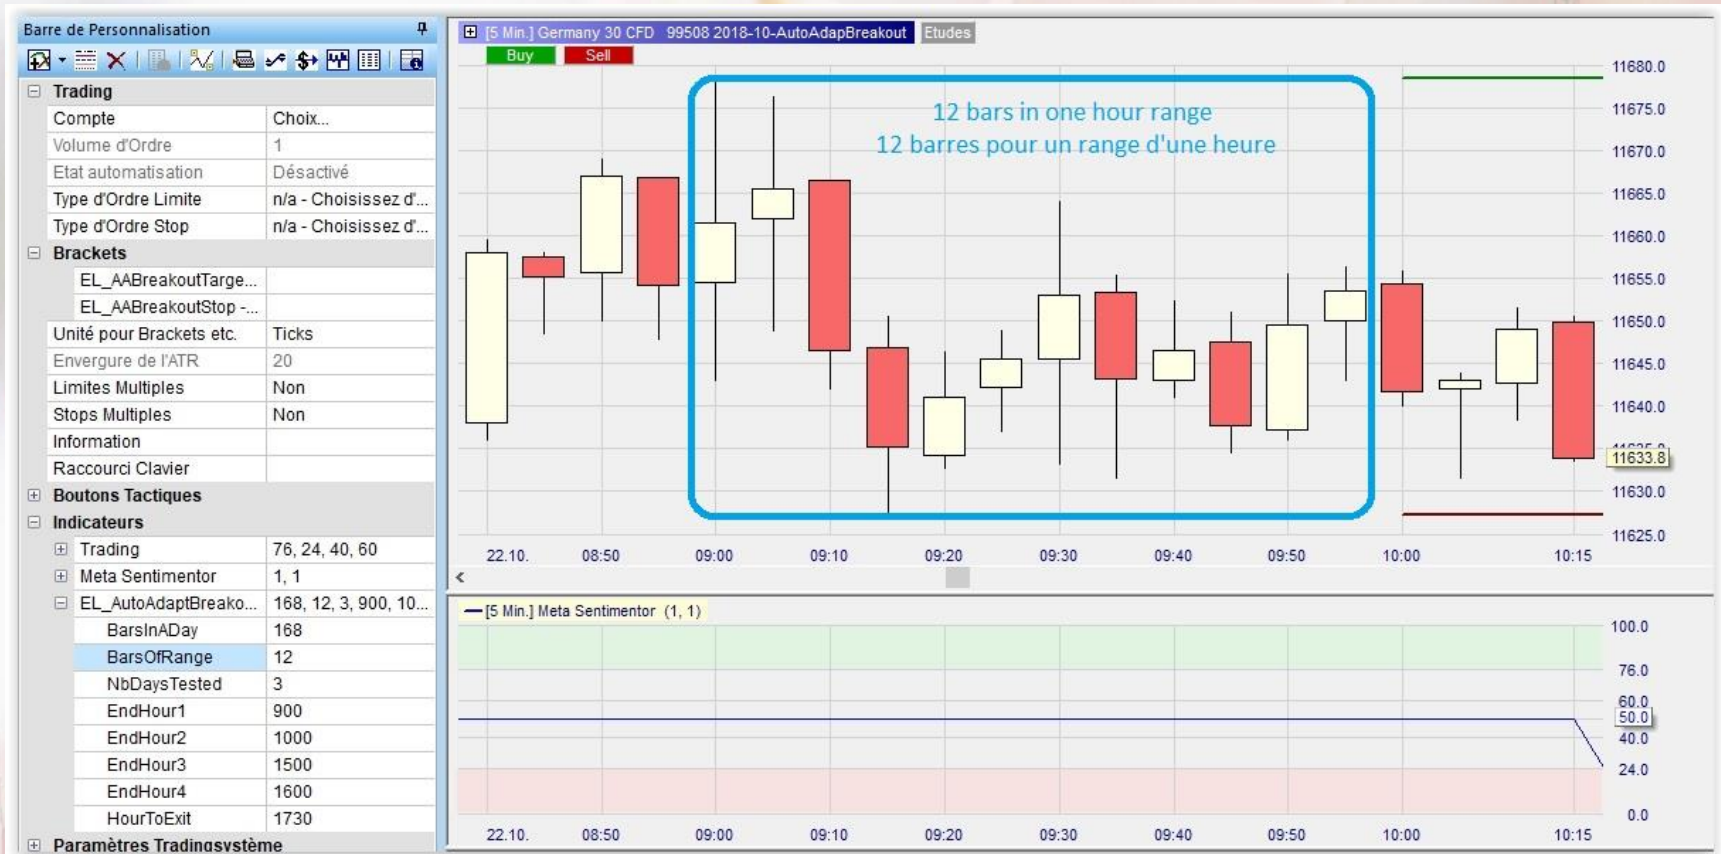 Barre de Personnalisation
Trading
Compte Choix...
Volume d'Ordre 1
Etat automatisation Désactivé
Type d'Ordre Limite n/a - Choisissez d'...
Type d'Ordre Stop n/a - Choisissez d'...
Brackets
EL_AABreakoutTarge...
EL_AABreakoutStop -...
Unité pour Brackets etc. Ticks
Envergure de l'ATR 20
Limites Multiples Non
Stops Multiples Non
Information
Raccourci Clavier
Boutons Tactiques
Indicateurs
Trading 76, 24, 40, 60
Meta Sentimentor 1, 1
EL_AutoAdaptBreako... 168, 12, 3, 900, 10...
BarsInADay 168
BarsOfRange 12
NbDaysTested 3
EndHour1 900
EndHour2 1000
EndHour3 1500
EndHour4 1600
HourToExit 1730
Paramètres Tradingsystème
[5 Min.] Germany 30 CFD 99508 2018-10-AutoAdapBreakout Etudes
Buy Sell
12 bars in one hour range
12 barres pour un range d'une heure
11680.0
11675.0
11670.0
11665.0
11660.0
11655.0
11650.0
11645.0
11640.0
11635.0
11633.8
11630.0
11625.0
22.10. 08:50 09:00 09:10 09:20 09:30 09:40 09:50 10:00 10:15
[5 Min.] Meta Sentimentor (1, 1)
100.0
76.0
60.0
50.0
40.0
24.0
0.0
22.10. 08:50 09:00 09:10 09:20 09:30 09:40 09:50 10:00 10:15